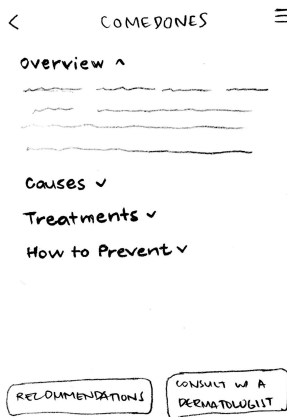 COMEDONES
Overview
Causes
Treatments
How to Prevent
RECOMMENDATIONS
CONSULT W A
DERMATOLOGIST